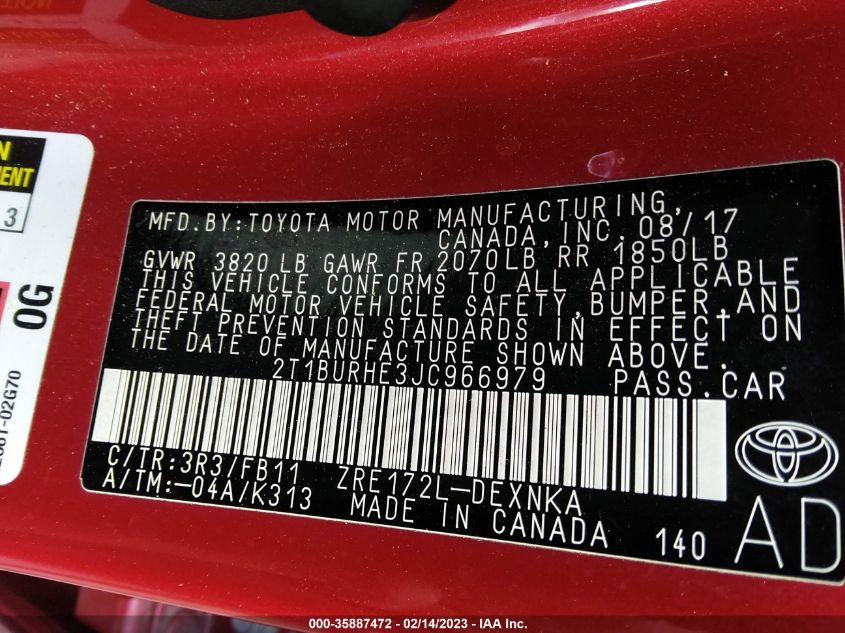 N
MENT
3
0G
-02G70
MFD.BY:TOYOTA MOTOR MANUFACTURING,
CANADA, INC. 08/17
GVWR 3820 LB GAWR FR 2070LB RR 1850LB
THIS VEHICLE CONFORMS TO ALL APPLICABLE
FEDERAL MOTOR VEHICLE SAFETY, BUMPER, AND
THEFT PREVENTION STANDARDS IN EFFECT ON
THE DATE OF MANUFACTURE SHOWN ABOVE.
2T1BURHE3JC966979 PASS.CAR
C/TR:3R3/FB11 ZRE172L-DEXNKA
A/TM:-04A/K313 MADE IN CANADA 140
AD
000-35887472 - 02/14/2023 - IAA Inc.